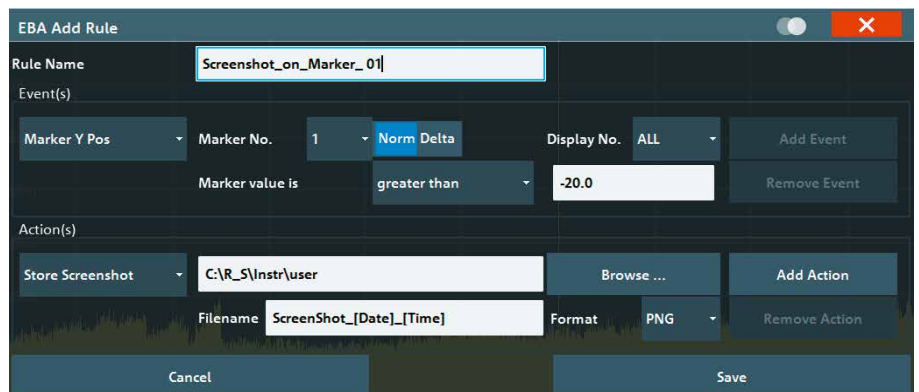 EBA Add Rule
Rule Name Screenshot_on_Marker_ 01
Event(s)
Marker Y Pos Marker No. 1 Norm Delta Display No. ALL Add Event
Marker value is greater than -20.0 Remove Event
Action(s)
Store Screenshot C:\R_S\Instr\user Browse ... Add Action
Filename ScreenShot_[Date]_[Time] Format PNG Remove Action
Cancel Save